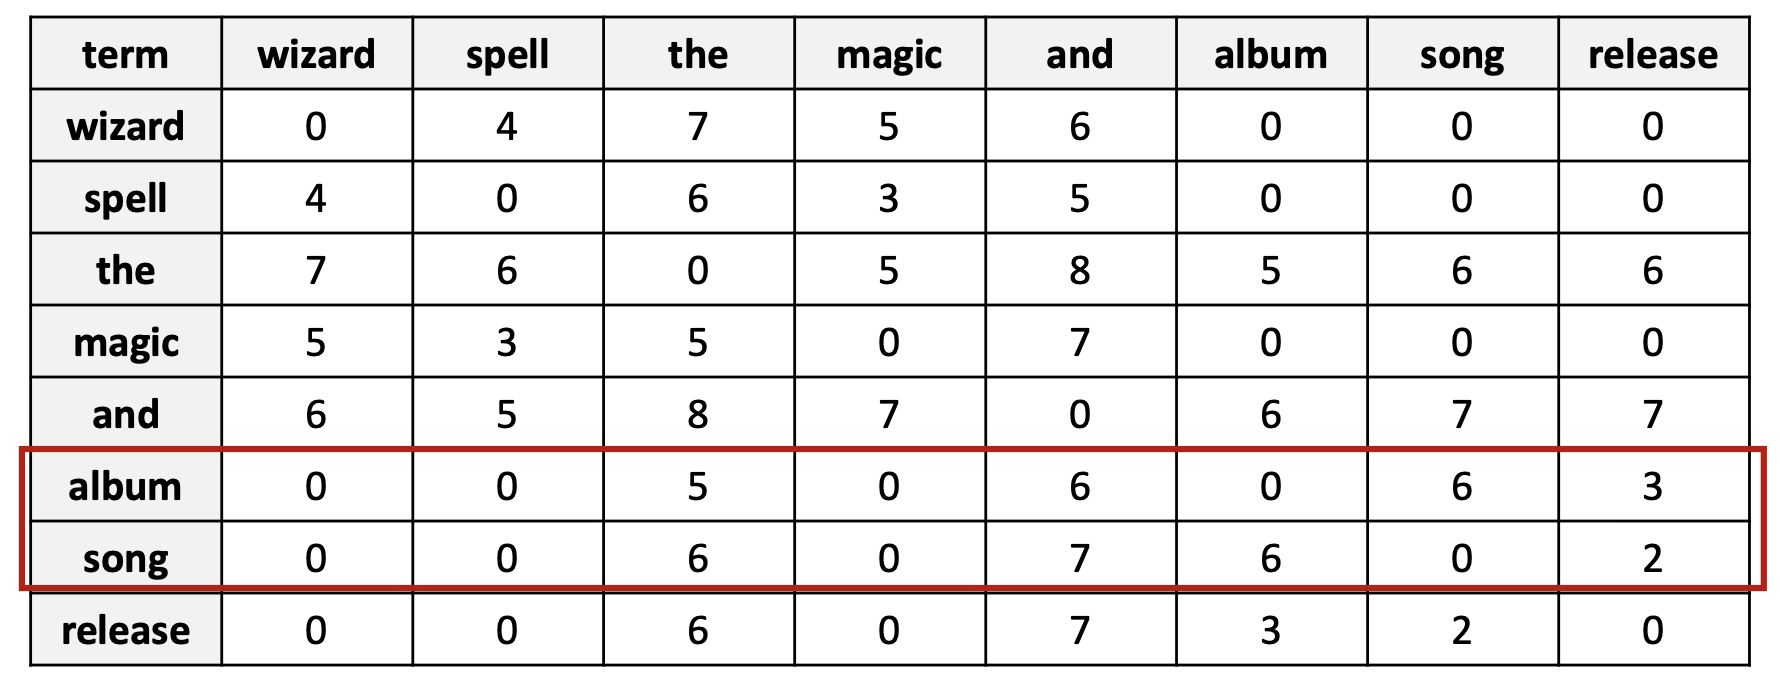 term wizard spell the magic and album song release
wizard 0 4 7 5 6 0 0 0
spell 4 0 6 3 5 0 0 0
the 7 6 0 5 8 5 6 6
magic 5 3 5 0 7 0 0 0
and 6 5 8 7 0 6 7 7
album 0 0 5 0 6 0 6 3
song 0 0 6 0 7 6 0 2
release 0 0 6 0 7 3 2 0